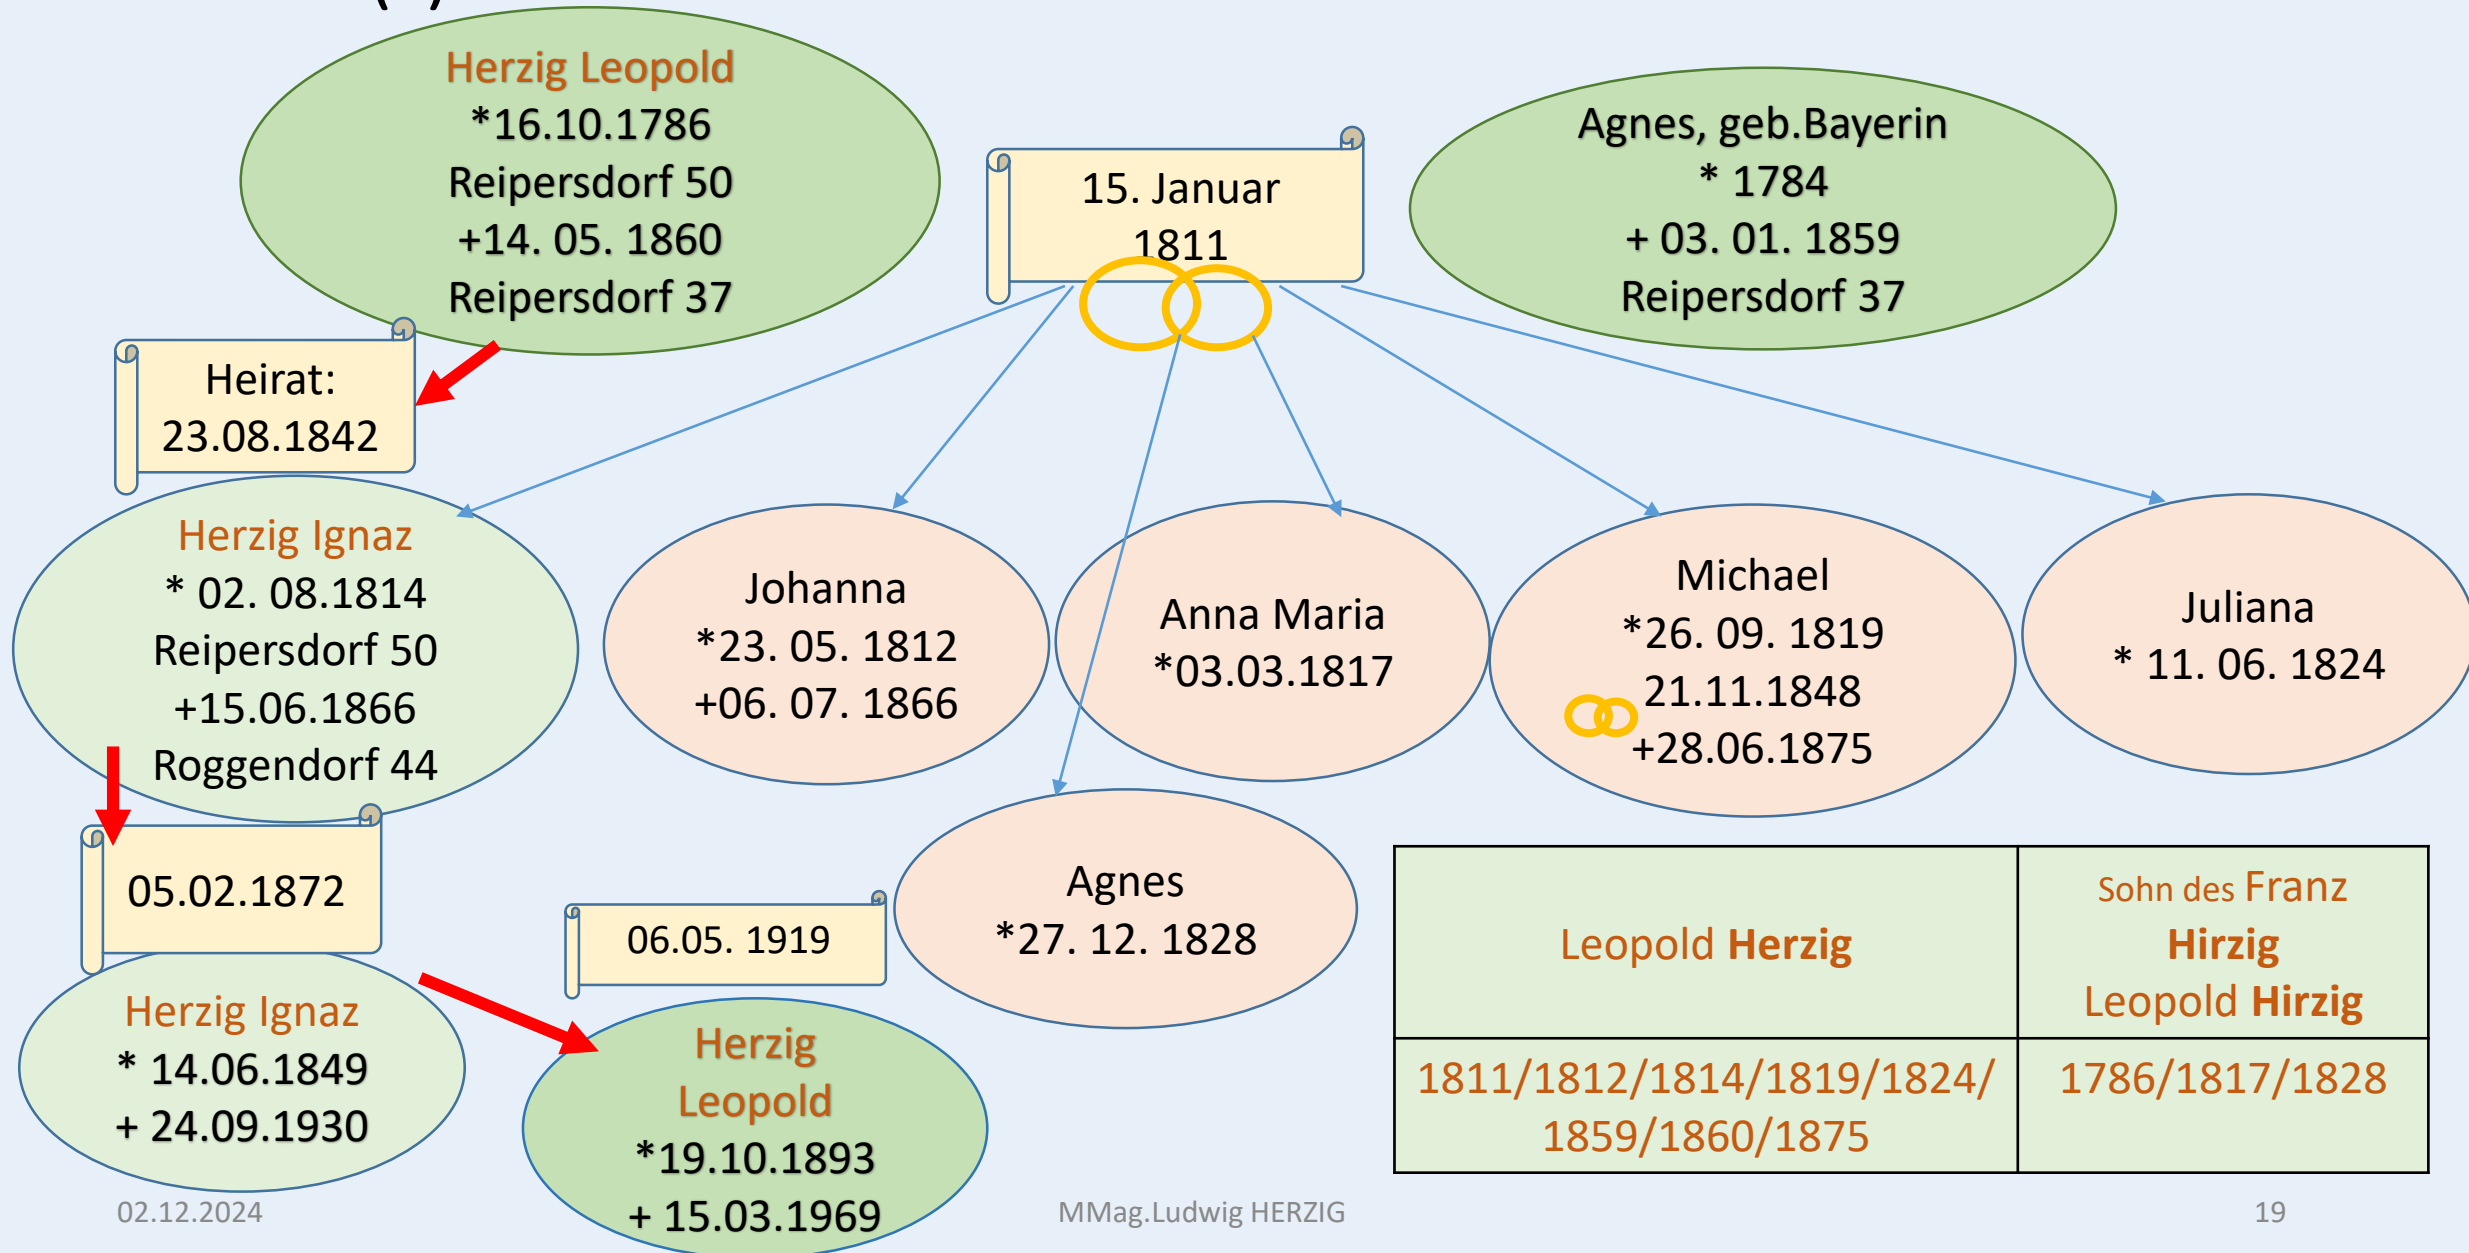 Herzig Leopold
*16.10.1786
Reipersdorf 50
+14. 05. 1860
Reipersdorf 37
15. Januar
1811
Agnes, geb.Bayerin
* 1784
+ 03. 01. 1859
Reipersdorf 37
Heirat:
23.08.1842
Herzig Ignaz
* 02. 08.1814
Reipersdorf 50
+15.06.1866
Roggendorf 44
Johanna
*23. 05. 1812
+06. 07. 1866
Anna Maria
*03.03.1817
Michael
*26. 09. 1819
21.11.1848
+28.06.1875
Juliana
* 11. 06. 1824
05.02.1872
Herzig Ignaz
* 14.06.1849
+ 24.09.1930
06.05. 1919
Herzig
Leopold
*19.10.1893
+ 15.03.1969
Agnes
*27. 12. 1828
Leopold Herzig
Sohn des Franz
Hirzig
Leopold Hirzig
1811/1812/1814/1819/1824/
1859/1860/1875
1786/1817/1828
02.12.2024
MMag.Ludwig HERZIG
19